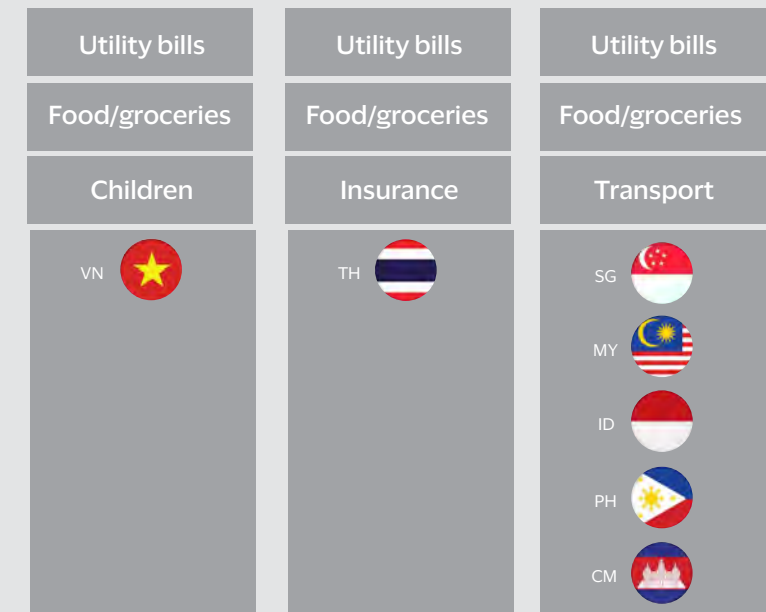 Utility bills
Utility bills
Utility bills
Food/groceries
Food/groceries
Food/groceries
Children
Insurance
Transport
VN
TH
SG
MY
ID
PH
CM